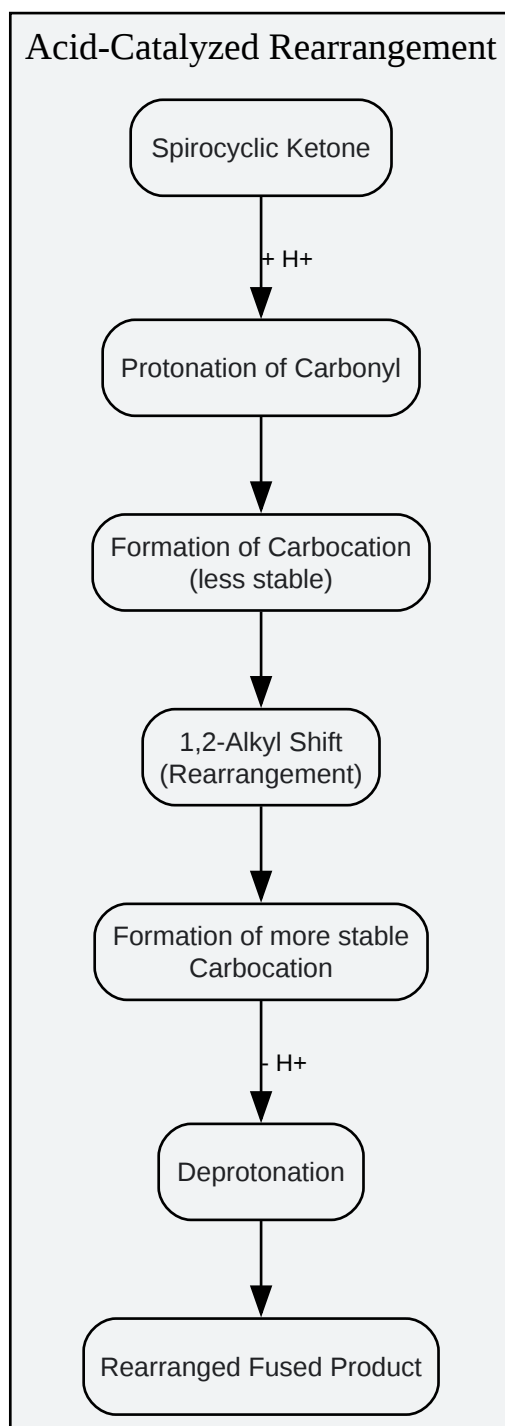 Acid-Catalyzed Rearrangement
Spirocyclic Ketone
+ H+
Protonation of Carbonyl
Formation of Carbocation
(less stable)
1,2-Alkyl Shift
(Rearrangement)
Formation of more stable
Carbocation
- H+
Deprotonation
Rearranged Fused Product